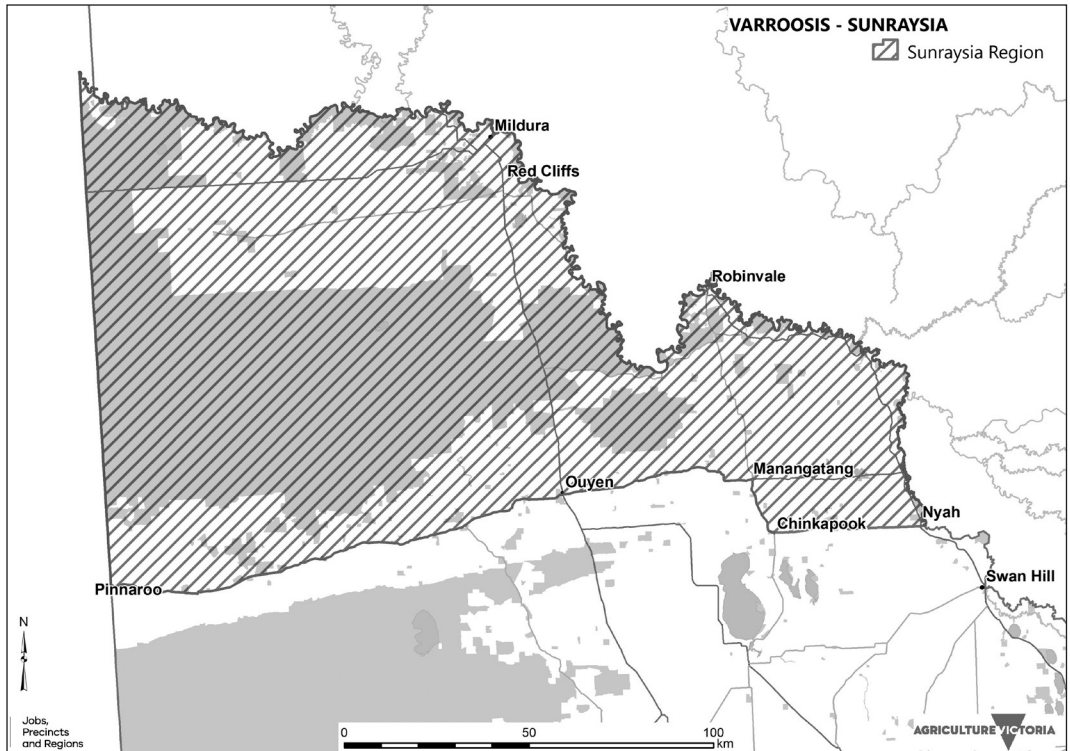 VARROOSIS - SUNRAYSIA
Sunraysia Region
Mildura
Red Cliffs
Robinvale
Manangatang
Ouyen
Nyah
Chinkapook
Swan Hill
Pinnaroo
N
Jobs,
Precincts
and Regions
0 50 100
km
AGRICULTURE VICTORIA